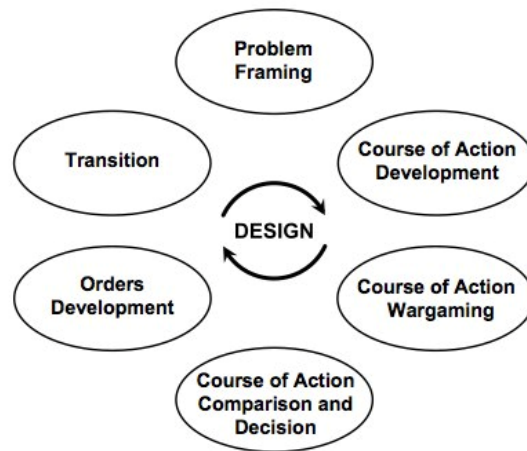 Problem
Framing
Transition
Course of Action
Development
DESIGN
Orders
Development
Course of Action
Wargaming
Course of Action
Comparison and
Decision